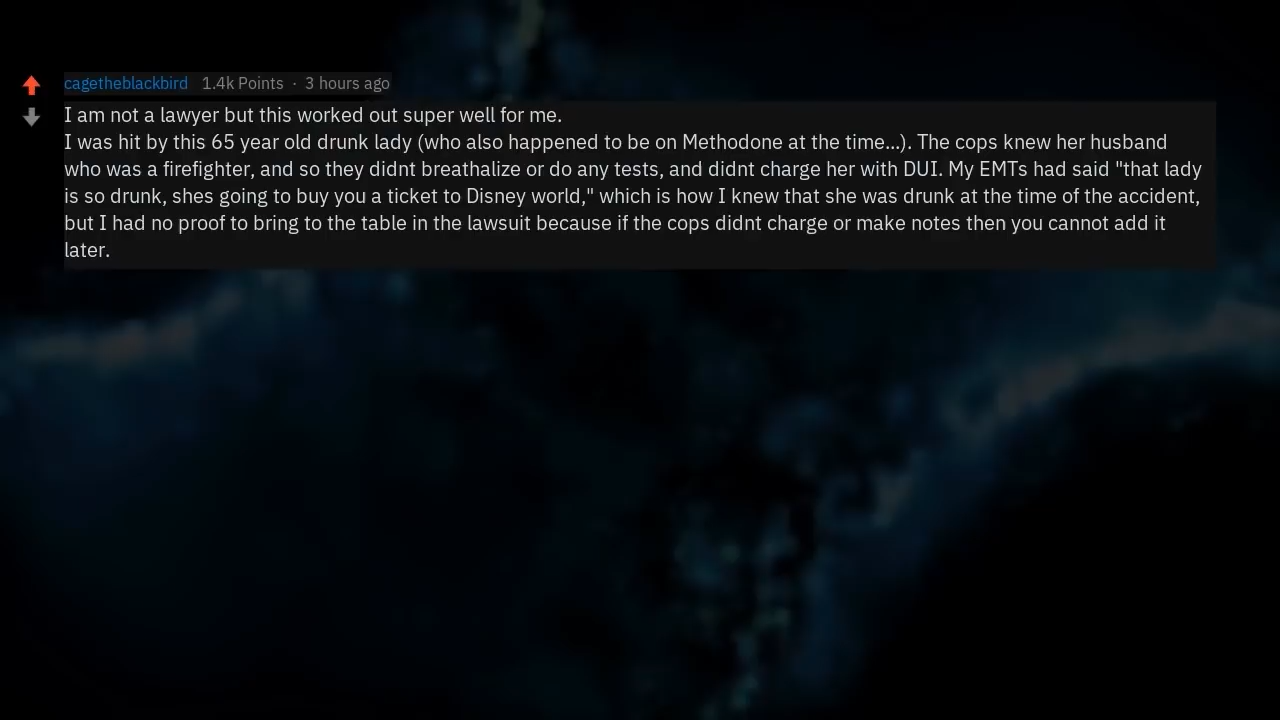 cagetheblackbird 1.4k Points · 3 hours ago
I am not a lawyer but this worked out super well for me.
I was hit by this 65 year old drunk lady (who also happened to be on Methodone at the time...). The cops knew her husband
who was a firefighter, and so they didnt breathalize or do any tests, and didnt charge her with DUI. My EMTs had said "that lady
is so drunk, shes going to buy you a ticket to Disney world," which is how I knew that she was drunk at the time of the accident,
but I had no proof to bring to the table in the lawsuit because if the cops didnt charge or make notes then you cannot add it
later.